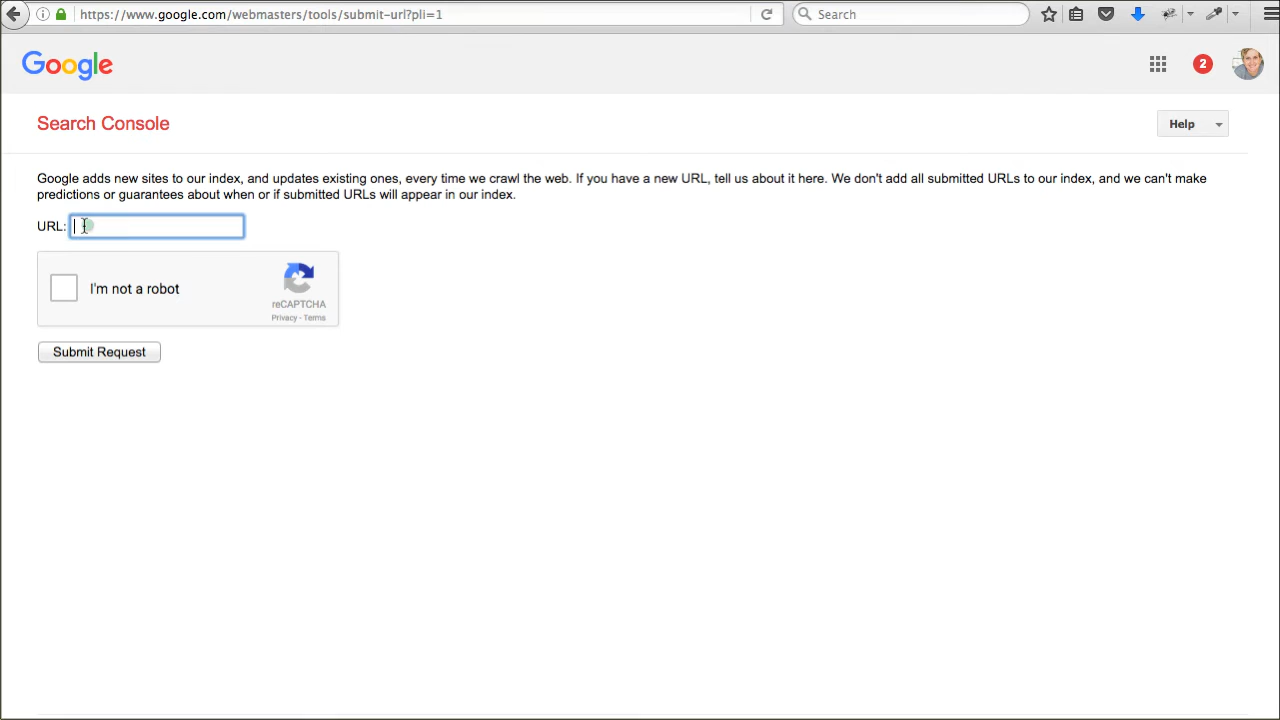 https://www.google.com/webmasters/tools/submit-url?pli=1
Search
Google
2
Search Console
Help
Google adds new sites to our index, and updates existing ones, every time we crawl the web. If you have a new URL, tell us about it here. We don't add all submitted URLs to our index, and we can't make
predictions or guarantees about when or if submitted URLs will appear in our index.
URL:
I'm not a robot
reCAPTCHA
Privacy - Terms
Submit Request